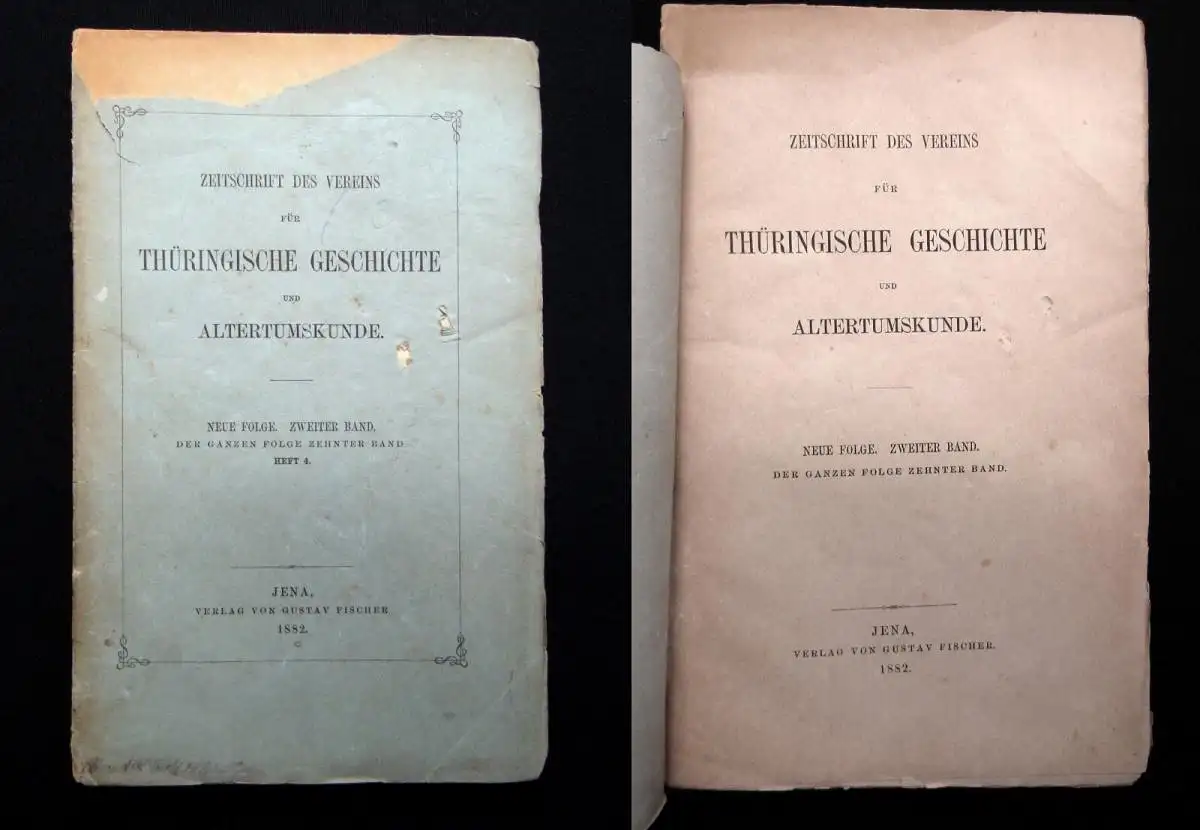 ZEITSCHRIFT DES VEREINS
FÜR
THÜRINGISCHE GESCHICHTE
UND
ALTERTUMSKUNDE.
NEUE FOLGE. ZWEITER BAND.
DER GANZEN FOLGE ZEHNTER BAND
HEFT 4.
JENA,
VERLAG VON GUSTAV FISCHER
1882.
ZEITSCHRIFT DES VEREINS
FÜR
THÜRINGISCHE GESCHICHTE
UND
ALTERTUMSKUNDE.
NEUE FOLGE. ZWEITER BAND.
DER GANZEN FOLGE ZEHNTER BAND.
JENA,
VERLAG VON GUSTAV FISCHER.
1882.